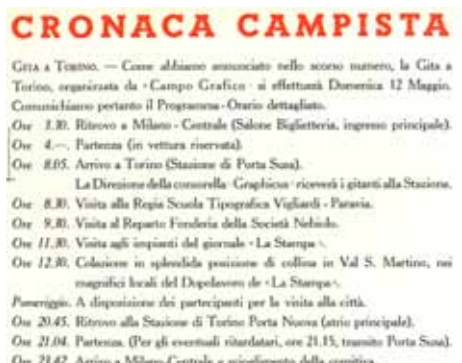 CRONACA CAMPISTA
GITA A TORINO. — Come abbiamo annunciato nello scorso numero, la Gita a
Torino, organizzata da «Campo Grafico» si effettuerà Domenica 12 Maggio.
Comunichiamo pertanto il Programma-Orario dettagliato.
Ore 3.30. Ritrovo a Milano-Centrale (Salone Biglietteria, ingresso principale).
Ore 4.—. Partenza (in vettura riservata).
Ore 8.05. Arrivo a Torino (Stazione di Porta Susa).
La Direzione della consorella «Graphicus» riceverà i gitanti alla Stazione.
Ore 8.30. Visita alla Regia Scuola Tipografica Vigliardi-Paravia.
Ore 9.30. Visita al Reparto Fonderia della Società Nebiolo.
Ore 11.30. Visita agli impianti del giornale «La Stampa».
Ore 12.30. Colazione in splendida posizione di collina in Val S. Martino, nei
magnifici locali del Dopolavoro de «La Stampa».
Pomeriggio. A disposizione dei partecipanti per la visita alla città.
Ore 20.45. Ritrovo alla Stazione di Torino Porta Nuova (atrio principale).
Ore 21.04. Partenza. (Per gli eventuali ritardatari, ore 21.15, transito Porta Susa).
Ore 23.42. Arrivo a Milano-Centrale e scioglimento della comitiva.